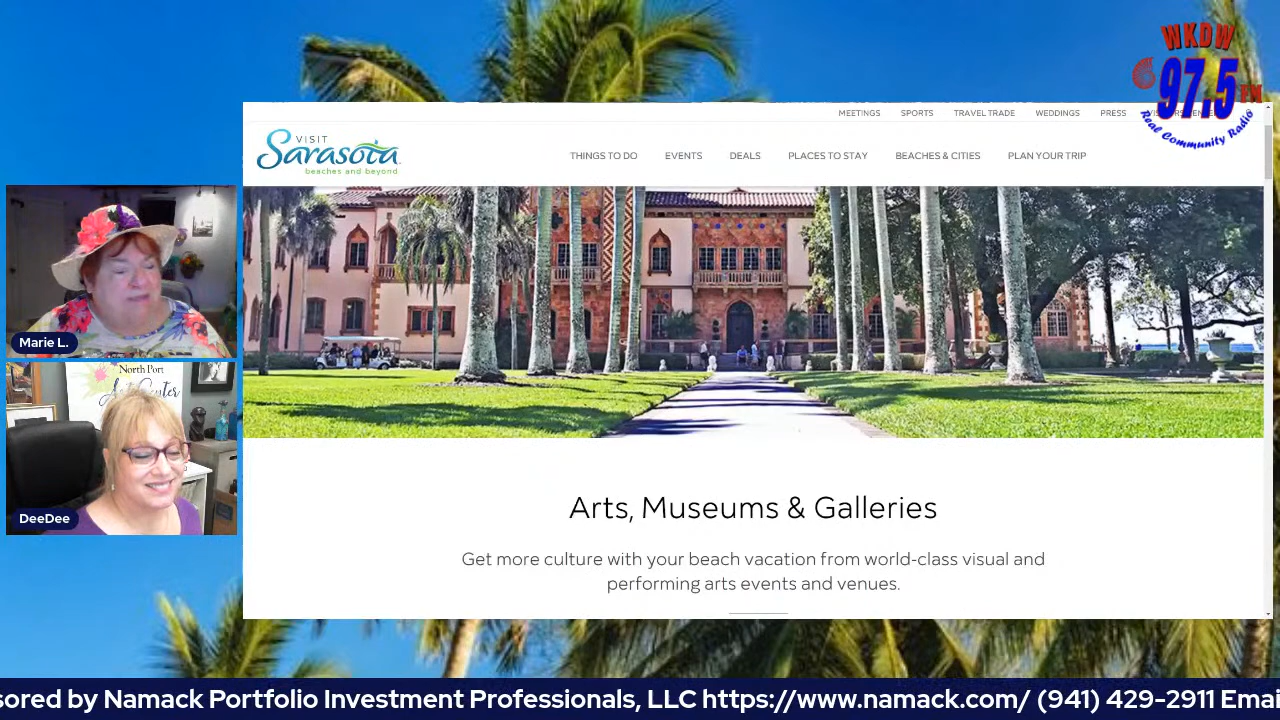 WKDW
97.5 FM
Real Community Radio
MEETINGS SPORTS TRAVEL TRADE WEDDINGS PRESS
VISIT
Sarasota
beaches and beyond
THINGS TO DO EVENTS DEALS PLACES TO STAY BEACHES & CITIES PLAN YOUR TRIP
Marie L.
North Port
Art Center
DeeDee
Arts, Museums & Galleries
Get more culture with your beach vacation from world-class visual and
performing arts events and venues.
sored by Namack Portfolio Investment Professionals, LLC https://www.namack.com/ (941) 429-2911 Emai